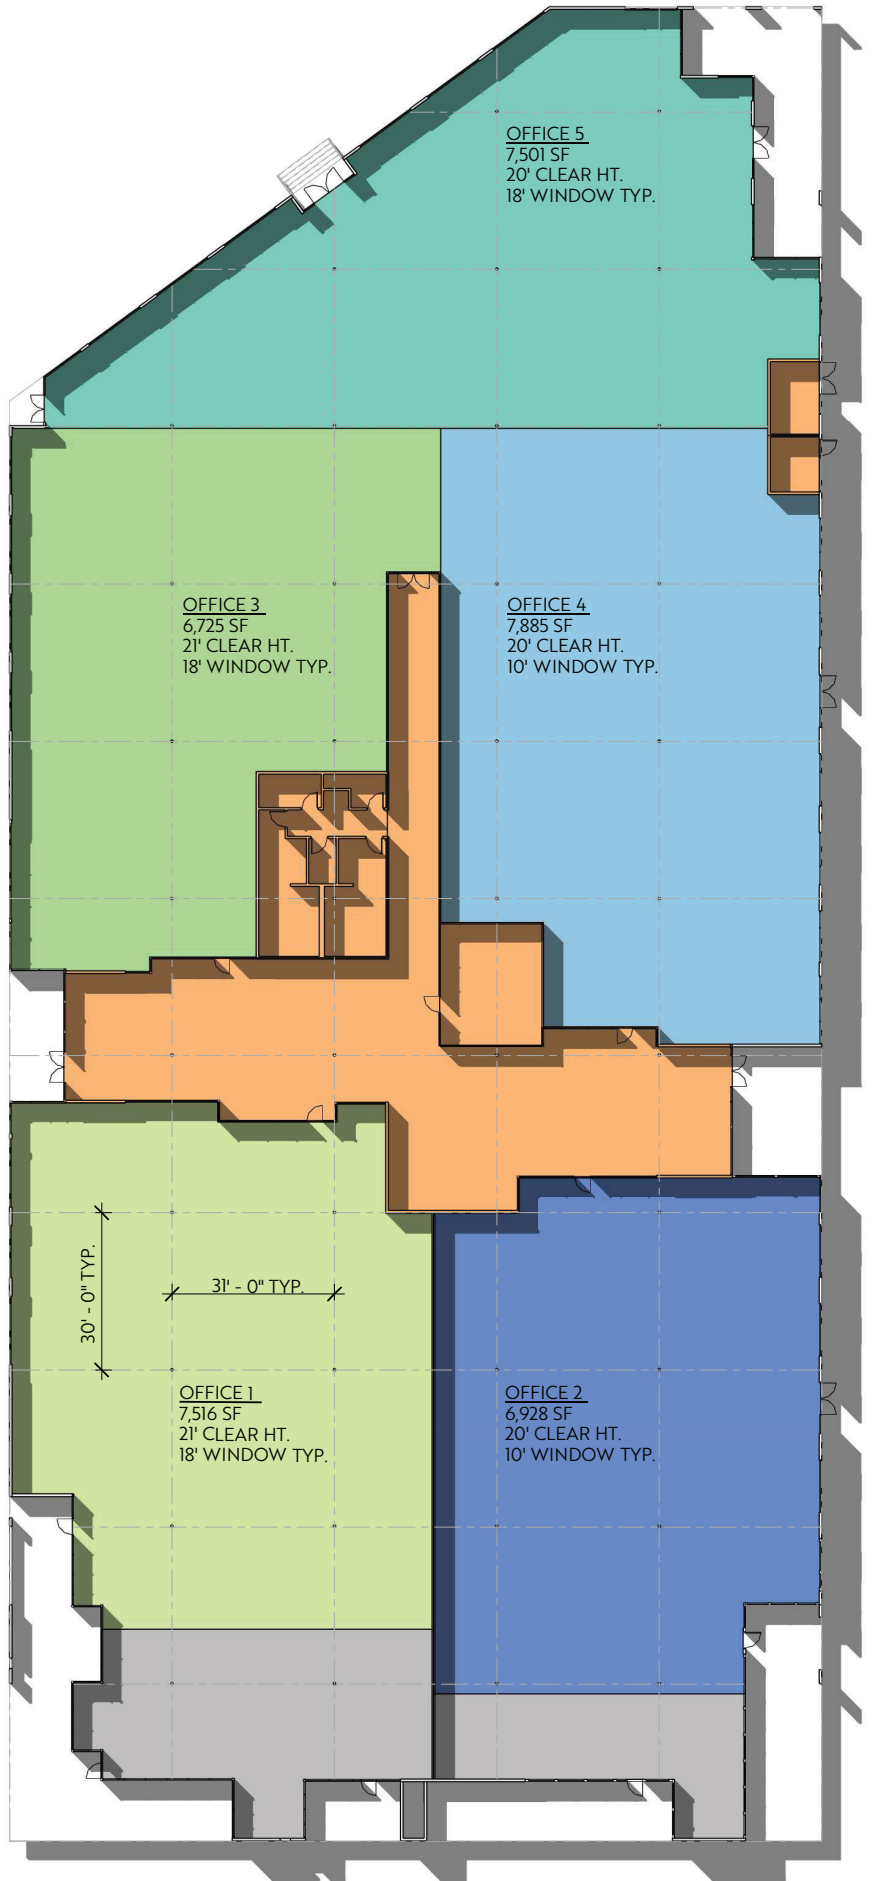 OFFICE 5
7,501 SF
20' CLEAR HT.
18' WINDOW TYP.
OFFICE 3
6,725 SF
21' CLEAR HT.
18' WINDOW TYP.
OFFICE 4
7,885 SF
20' CLEAR HT.
10' WINDOW TYP.
30' - 0" TYP.
31' - 0" TYP.
OFFICE 1
7,516 SF
21' CLEAR HT.
18' WINDOW TYP.
OFFICE 2
6,928 SF
20' CLEAR HT.
10' WINDOW TYP.